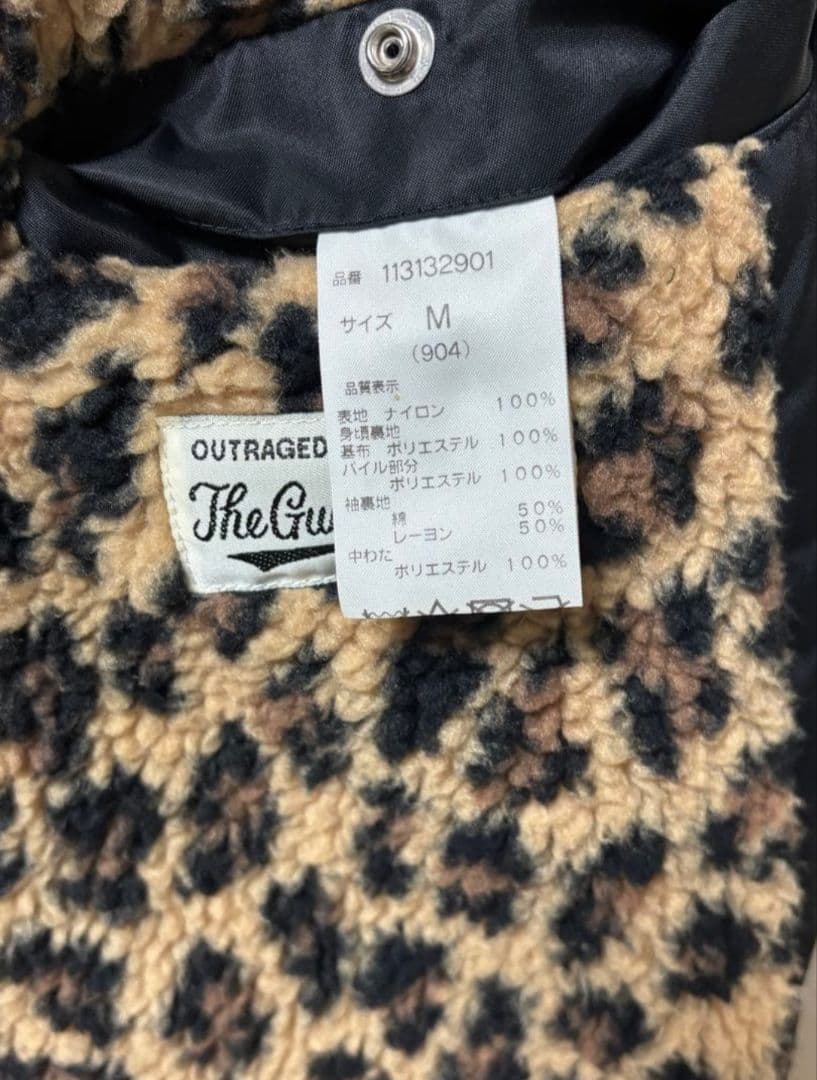 品番 113132901
サイズ M
(904)
品質表示
表地 ナイロン 100%
身頃裏地
基布 ポリエステル 100%
パイル部分
ポリエステル 100%
袖裏地
綿 50%
レーヨン 50%
中わた
ポリエステル 100%
OUTRAGED
The Gu